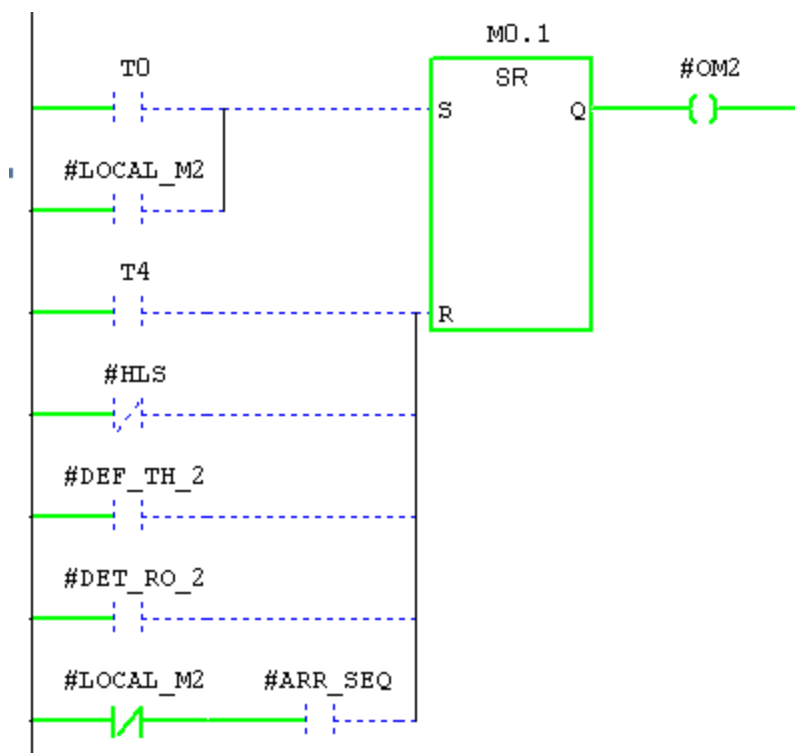 M0.1
T0
SR
#OM2
S
Q
#LOCAL_M2
T4
R
#HLS
#DEF_TH_2
#DET_RO_2
#LOCAL_M2 #ARR_SEQ